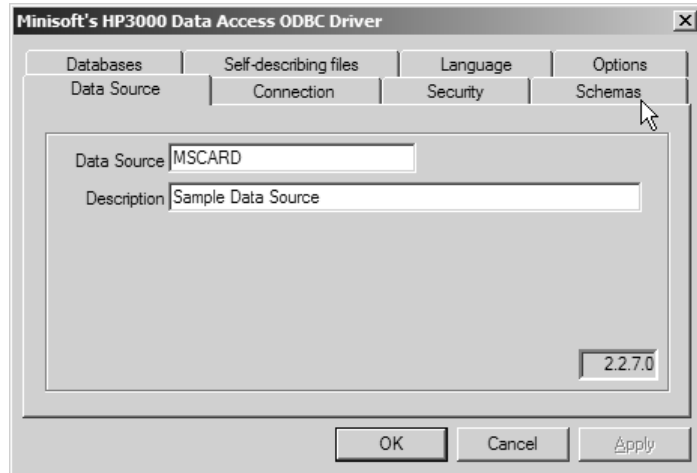 Minisoft's HP3000 Data Access ODBC Driver
Databases Self-describing files Language Options
Data Source Connection Security Schemas
Data Source MSCARD
Description Sample Data Source
2.2.7.0
OK Cancel Apply